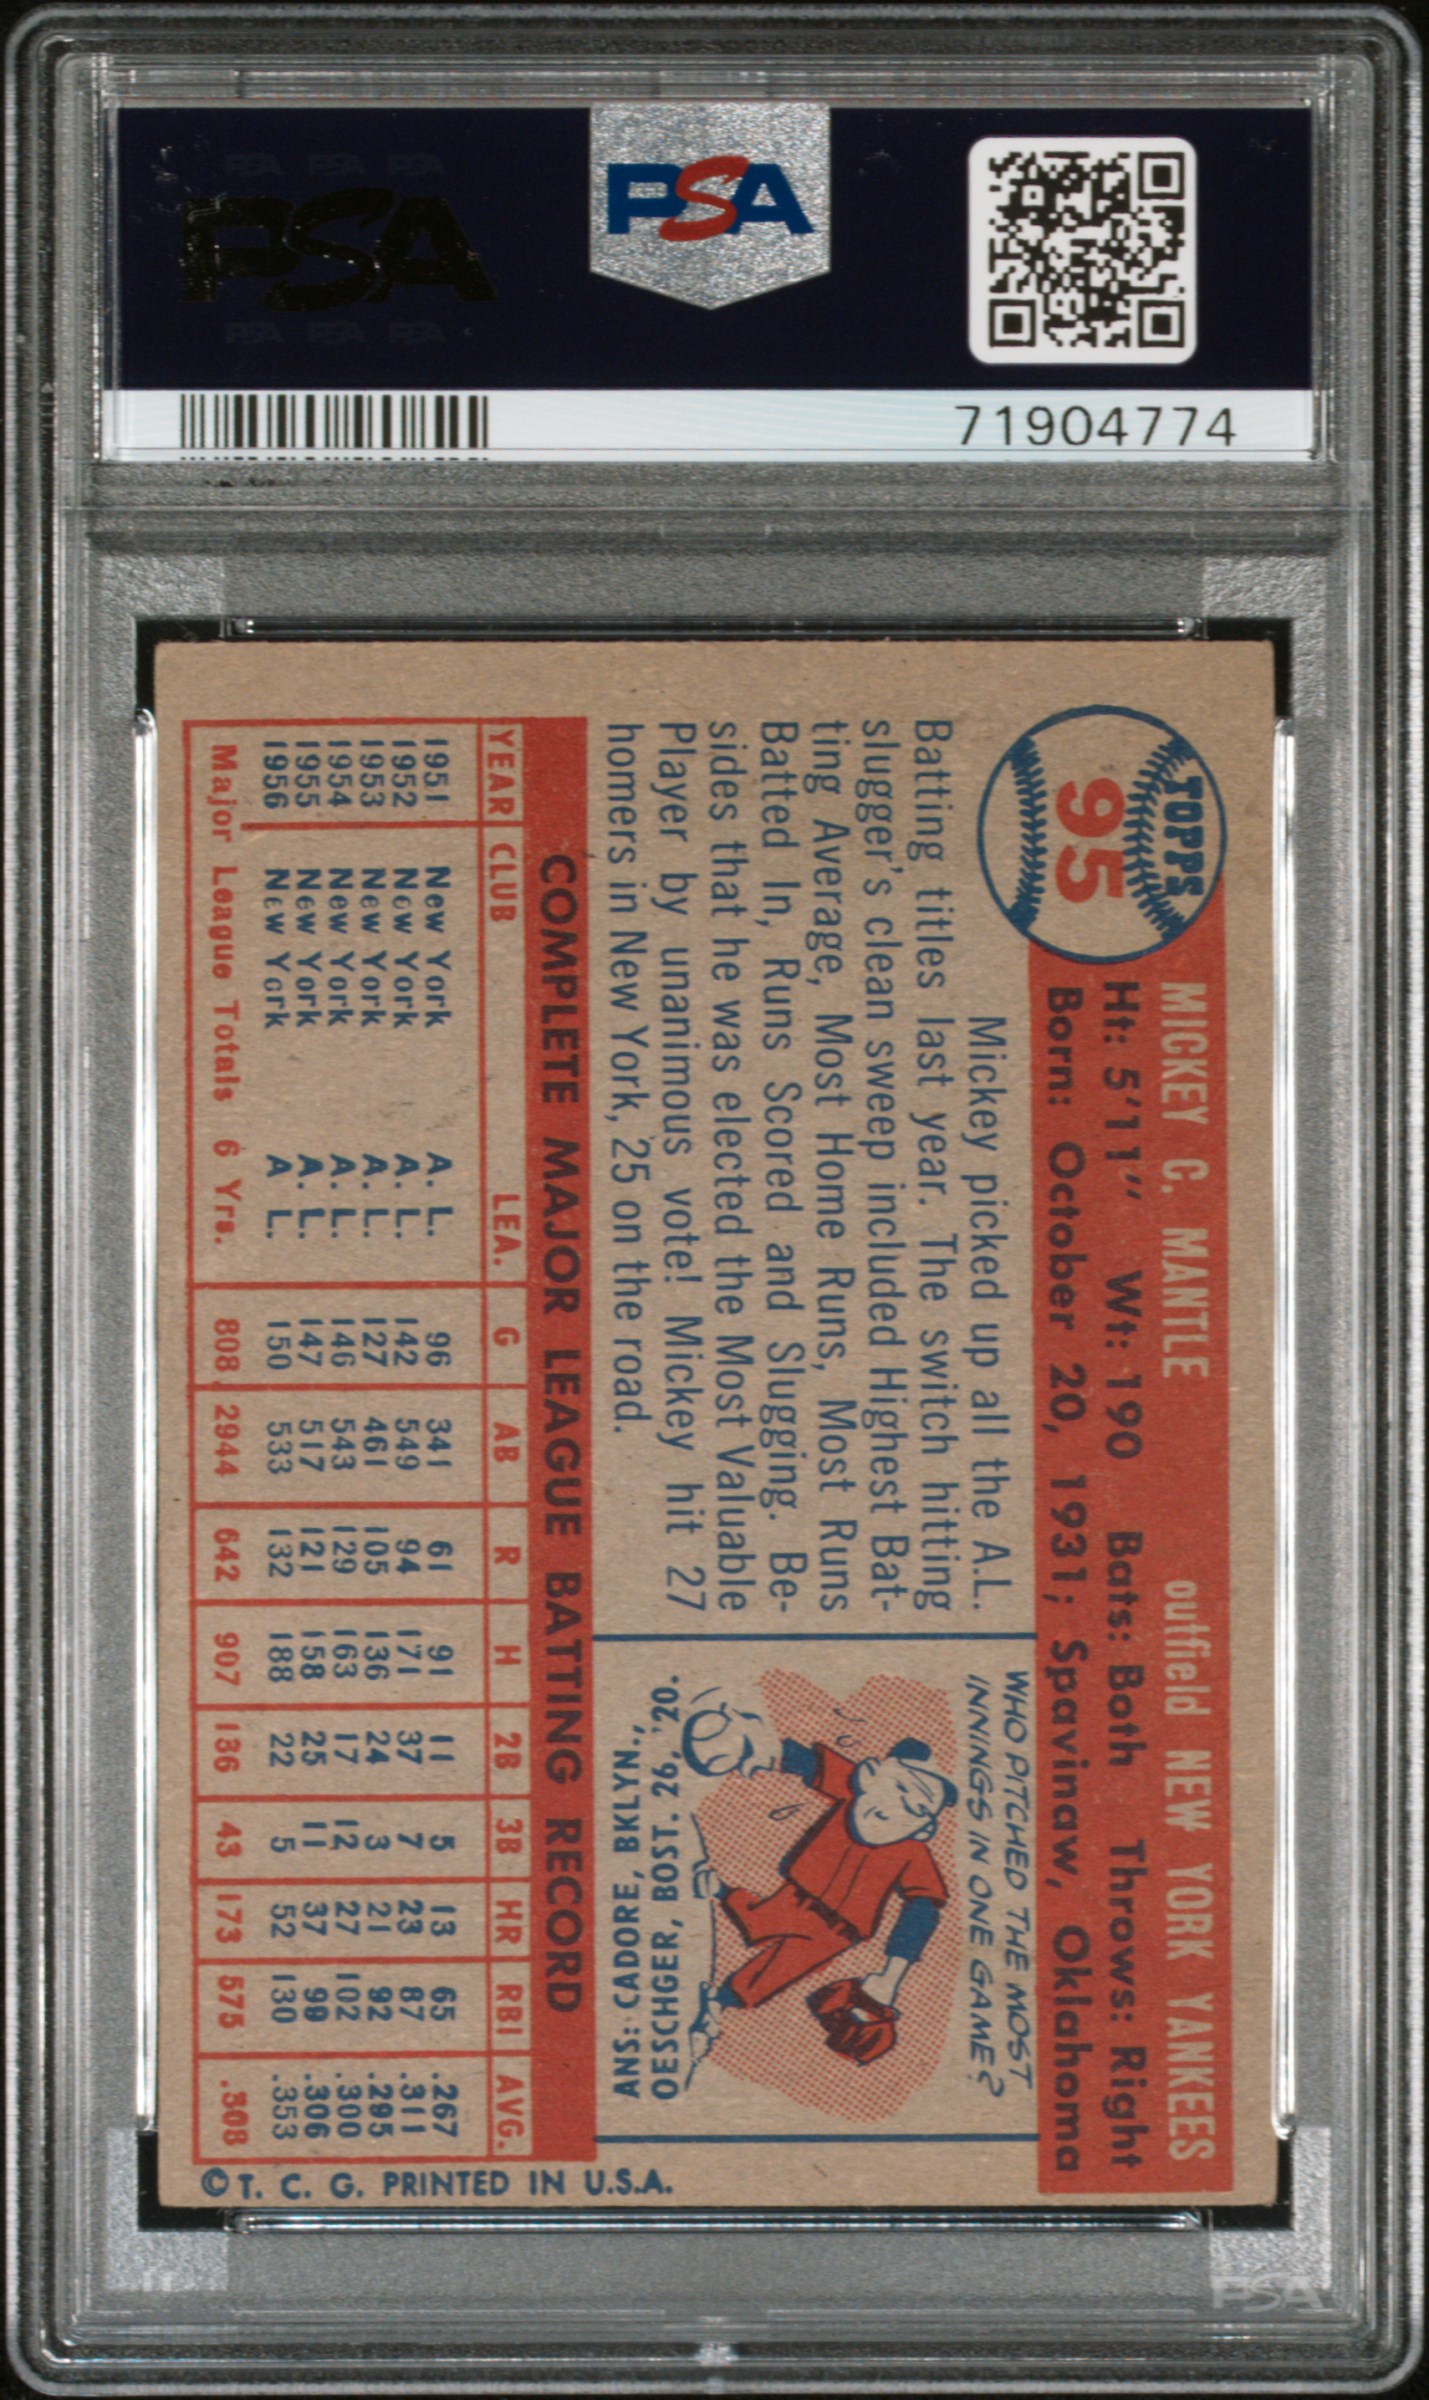 PSA PSA PSA
PSA
PSA PSA PSA
PSA
71904774
TOPPS
95
MICKEY C. MANTLE outfield NEW YORK YANKEES
Ht: 5'11" Wt: 190 Bats: Both Throws: Right
Born: October 20, 1931; Spavinaw, Oklahoma
Mickey picked up all the A.L.
Batting titles last year. The switch hitting
slugger's clean sweep included Highest Bat-
ting Average, Most Home Runs, Most Runs
Batted In, Runs Scored and Slugging. Be-
sides that he was elected the Most Valuable
Player by unanimous vote! Mickey hit 27
homers in New York, 25 on the road.
WHO PITCHED THE MOST
INNINGS IN ONE GAME?
ANS: CADORE, BKLYN.,
OESCHGER, BOST. 26, '20.
COMPLETE MAJOR LEAGUE BATTING RECORD
YEAR CLUB LEA. G AB R H 2B 3B HR RBI AVG.
1951 New York A. L. 96 341 61 91 11 5 13 65 .267
1952 New York A. L. 142 549 94 171 37 7 23 87 .311
1953 New York A. L. 127 461 105 136 24 3 21 92 .295
1954 New York A. L. 146 543 129 163 17 12 27 102 .300
1955 New York A. L. 147 517 121 158 25 11 37 99 .306
1956 New York A L. 150 533 132 188 22 5 52 130 .353
Major League Totals 6 Yrs. 808 2944 642 907 136 43 173 575 .308
© T. C. G. PRINTED IN U.S.A.
PSA